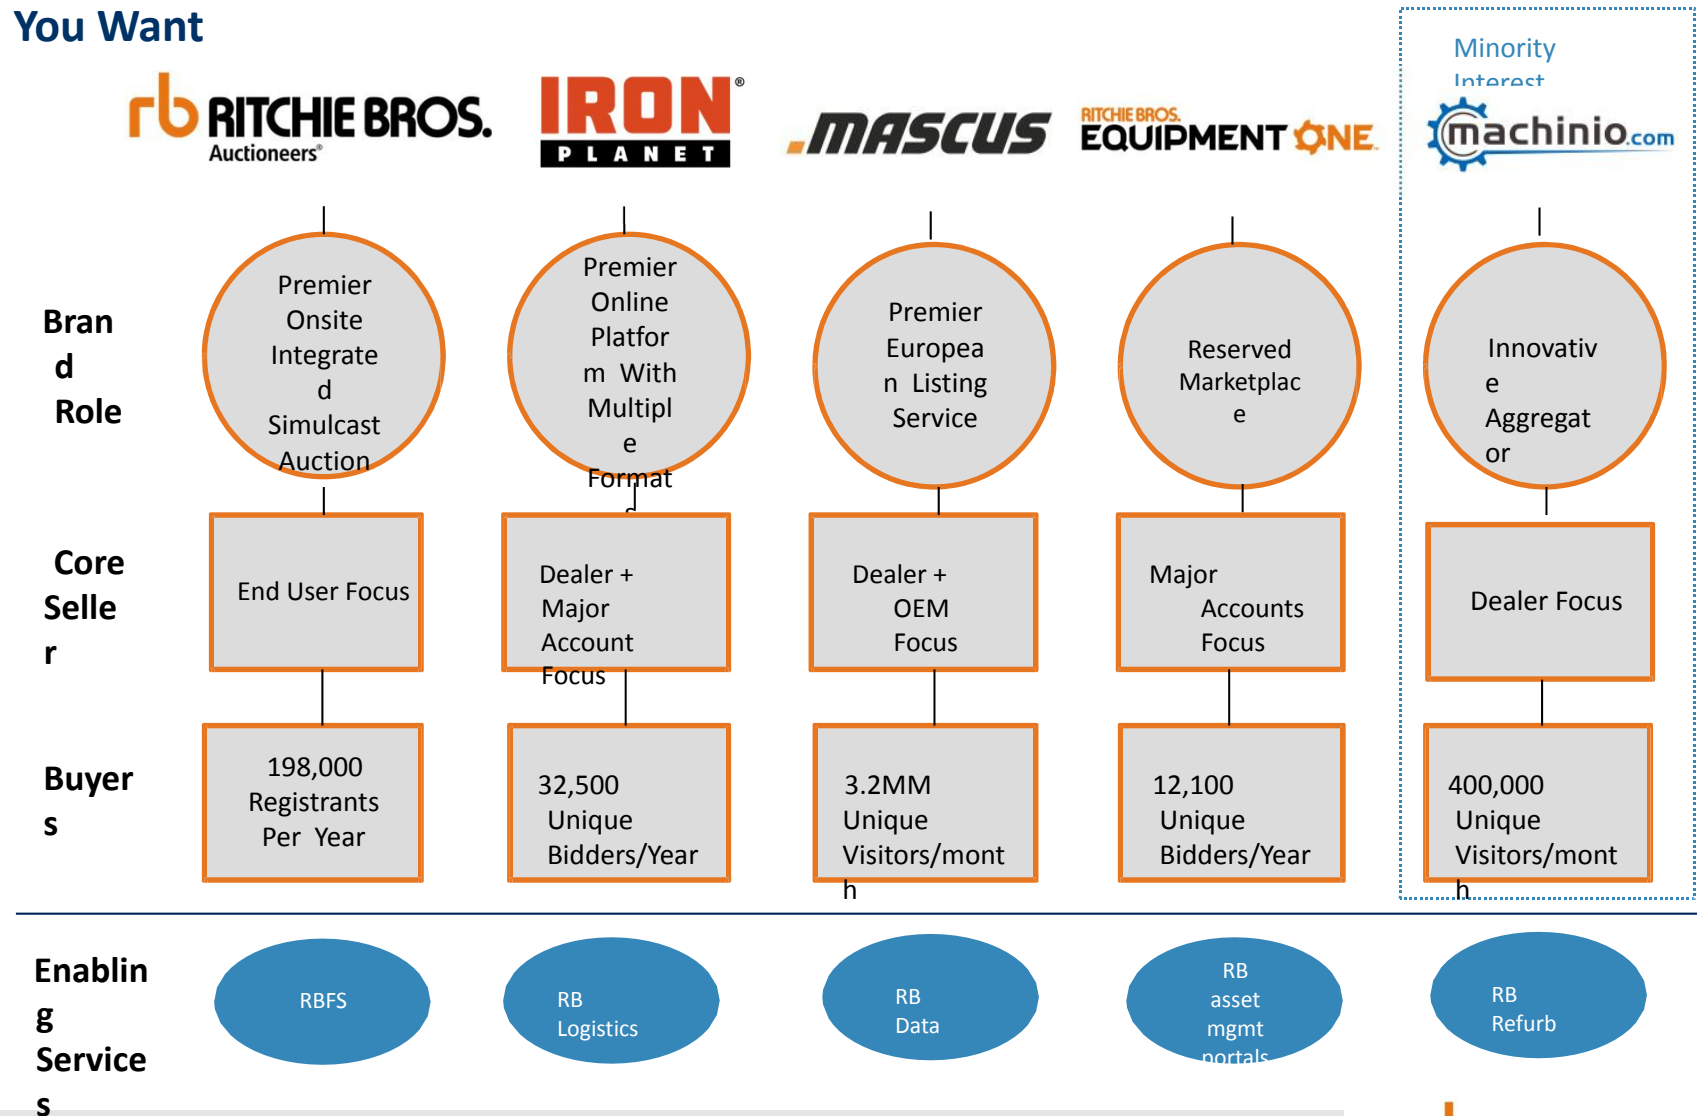 You Want
Minority
Interest
rb RITCHIE BROS.
Auctioneers®
IRON®
PLANET
MASCUS
RITCHIE BROS.
EQUIPMENT ONE
machinio.com
Bran
d
Role
Premier
Onsite
Integrate
d
Simulcast
Auction
Premier
Online
Platfor
m With
Multipl
e
Format
s
Premier
Europea
n Listing
Service
Reserved
Marketplac
e
Innovativ
e
Aggregat
or
Core
Selle
r
End User Focus
Dealer +
Major
Account
Focus
Dealer +
OEM
Focus
Major
Accounts
Focus
Dealer Focus
Buyer
s
198,000
Registrants
Per Year
32,500
Unique
Bidders/Year
3.2MM
Unique
Visitors/mont
h
12,100
Unique
Bidders/Year
400,000
Unique
Visitors/mont
h
Enablin
g
Service
s
RBFS
RB
Logistics
RB
Data
RB
asset
mgmt
portals
RB
Refurb